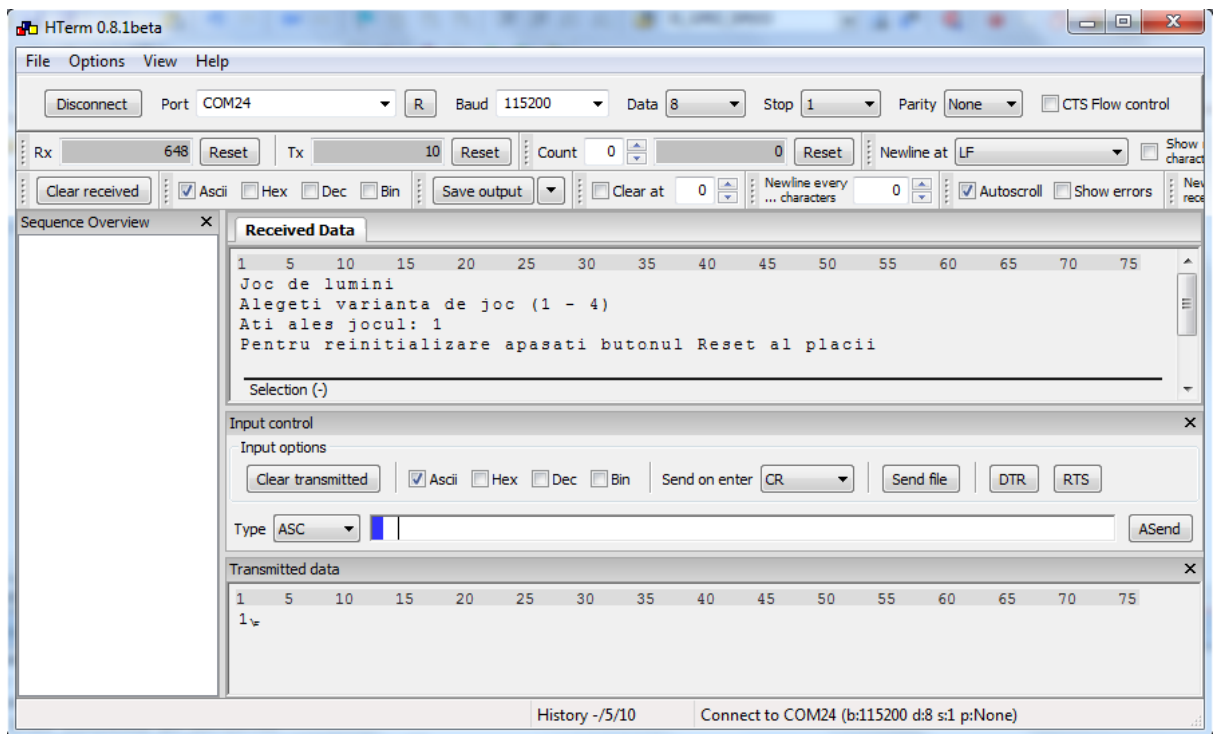 HTerm 0.8.1beta
File Options View Help
Disconnect Port COM24 R Baud 115200 Data 8 Stop 1 Parity None CTS Flow control
Rx 648 Reset Tx 10 Reset Count 0 0 Reset Newline at LF Show
charact
Clear received Ascii Hex Dec Bin Save output Clear at 0 Newline every
... characters 0 Autoscroll Show errors
Sequence Overview X
Received Data
1 5 10 15 20 25 30 35 40 45 50 55 60 65 70 75
Joc de lumini
Alegeti varianta de joc (1 - 4)
Ati ales jocul: 1
Pentru reinitializare apasati butonul Reset al placii
Selection (-)
Input control
Input options
Clear transmitted Ascii Hex Dec Bin Send on enter CR Send file DTR RTS
Type ASC ASend
Transmitted data
1 5 10 15 20 25 30 35 40 45 50 55 60 65 70 75
1
History -/5/10 Connect to COM24 (b:115200 d:8 s:1 p:None)